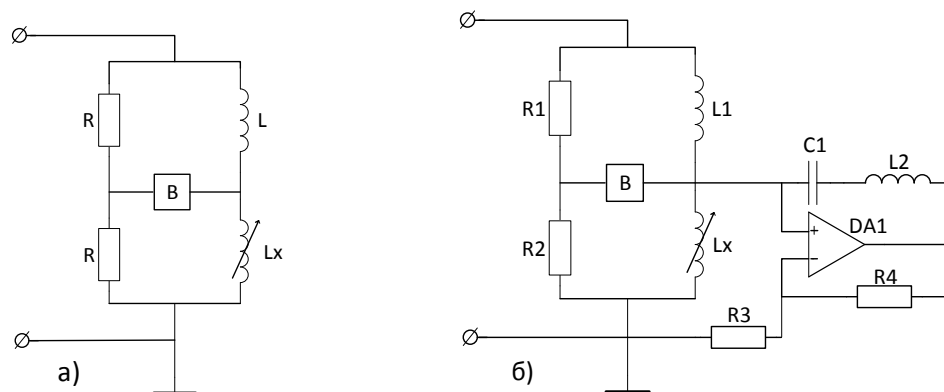 R
L
B
R
Lx
а)
R1
L1
C1
L2
B
DA1
+
−
R2
Lx
R4
R3
б)